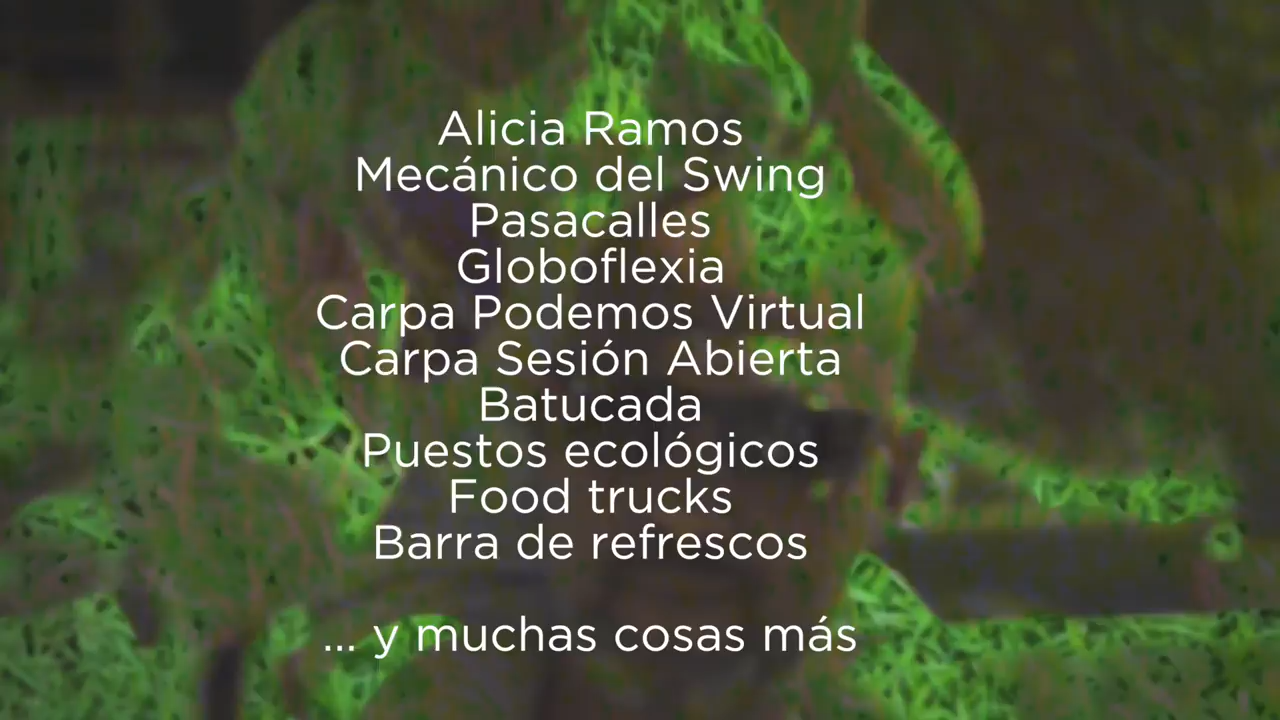 Alicia Ramos
Mecánico del Swing
Pasacalles
Globoflexia
Carpa Podemos Virtual
Carpa Sesión Abierta
Batucada
Puestos ecológicos
Food trucks
Barra de refrescos
... y muchas cosas más